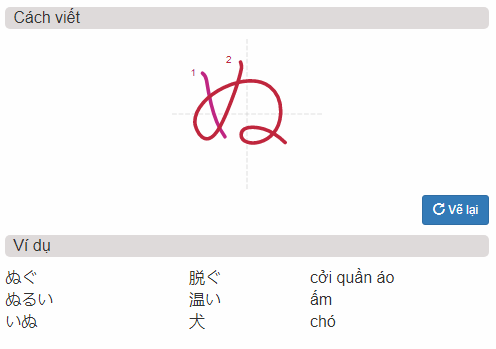 Cách viết
1 2
ぬ
Vẽ lại
Ví dụ
ぬぐ 脱ぐ cởi quần áo
ぬるい 温い ấm
いぬ 犬 chó